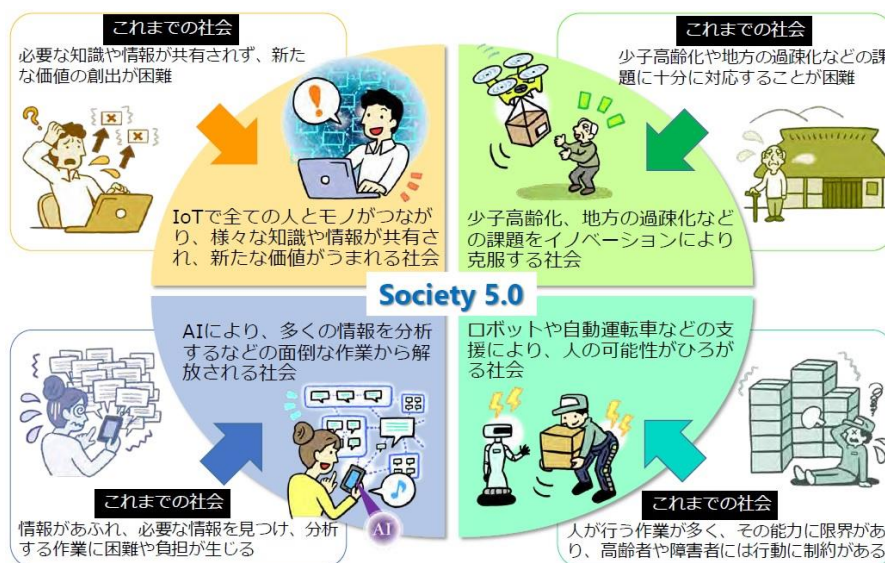 これまでの社会
必要な知識や情報が共有されず、新た
な価値の創出が困難
これまでの社会
少子高齢化や地方の過疎化などの課
題に十分に対応することが困難
IoTで全ての人とモノがつなが
り、様々な知識や情報が共有さ
れ、新たな価値がうまれる社会
少子高齢化、地方の過疎化など
の課題をイノベーションにより
克服する社会
Society 5.0
AIにより、多くの情報を分析
するなどの面倒な作業から解
放される社会
ロボットや自動運転車などの支
援により、人の可能性がひろが
る社会
AI
これまでの社会
情報があふれ、必要な情報を見つけ、分析
する作業に困難や負担が生じる
これまでの社会
人が行う作業が多く、その能力に限界があ
り、高齢者や障害者には行動に制約がある